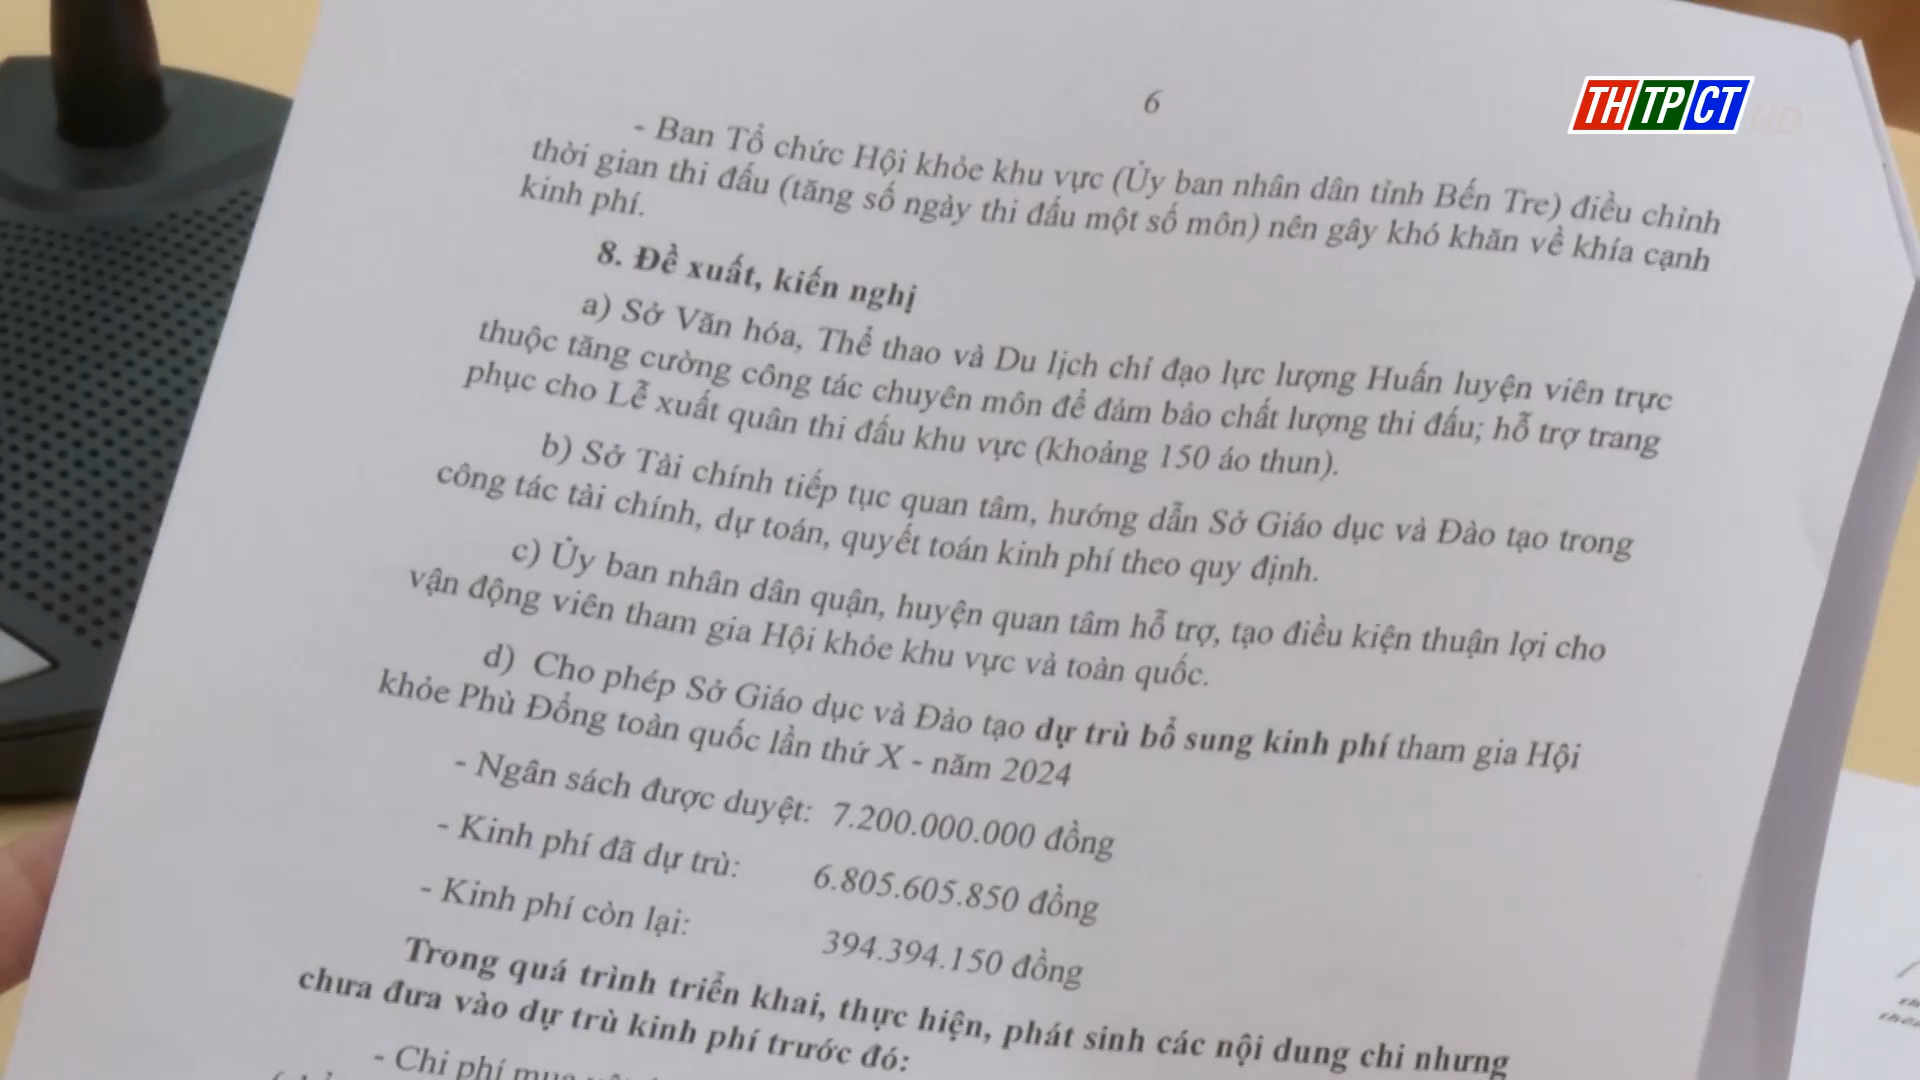 6
THTPCT
HD
- Ban Tổ chức Hội khỏe khu vực (Ủy ban nhân dân tỉnh Bến Tre) điều chỉnh
thời gian thi đấu (tăng số ngày thi đấu một số môn) nên gây khó khăn về khía cạnh
kinh phí.
8. Đề xuất, kiến nghị
a) Sở Văn hóa, Thể thao và Du lịch chỉ đạo lực lượng Huấn luyện viên trực
thuộc tăng cường công tác chuyên môn để đảm bảo chất lượng thi đấu; hỗ trợ trang
phục cho Lễ xuất quân thi đấu khu vực (khoảng 150 áo thun).
b) Sở Tài chính tiếp tục quan tâm, hướng dẫn Sở Giáo dục và Đào tạo trong
công tác tài chính, dự toán, quyết toán kinh phí theo quy định.
c) Ủy ban nhân dân quận, huyện quan tâm hỗ trợ, tạo điều kiện thuận lợi cho
vận động viên tham gia Hội khỏe khu vực và toàn quốc.
d) Cho phép Sở Giáo dục và Đào tạo dự trù bổ sung kinh phí tham gia Hội
khỏe Phù Đổng toàn quốc lần thứ X - năm 2024
- Ngân sách được duyệt: 7.200.000.000 đồng
- Kinh phí đã dự trù: 6.805.605.850 đồng
- Kinh phí còn lại: 394.394.150 đồng
Trong quá trình triển khai, thực hiện, phát sinh các nội dung chi nhưng
chưa đưa vào dự trù kinh phí trước đó:
- Chi phí mua